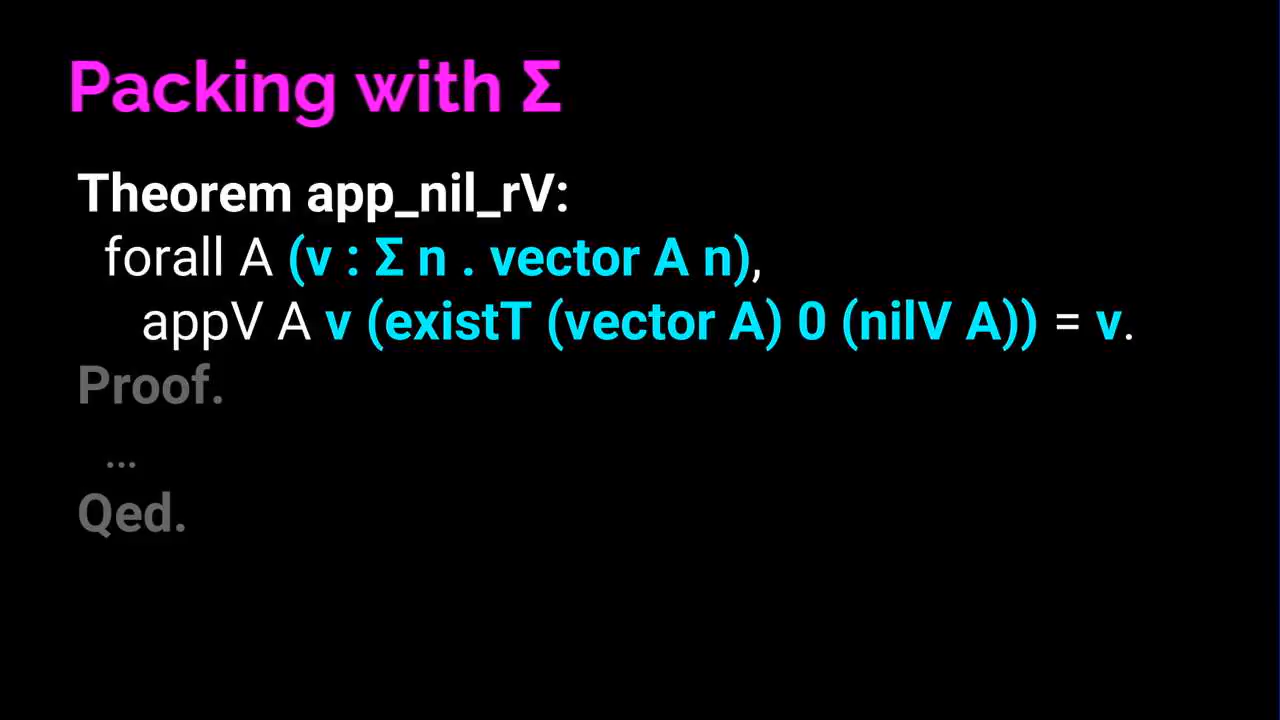 Packing with Σ
Theorem app_nil_rV:
forall A (v : Σ n . vector A n),
appV A v (existT (vector A) 0 (nilV A)) = v.
Proof.
…
Qed.